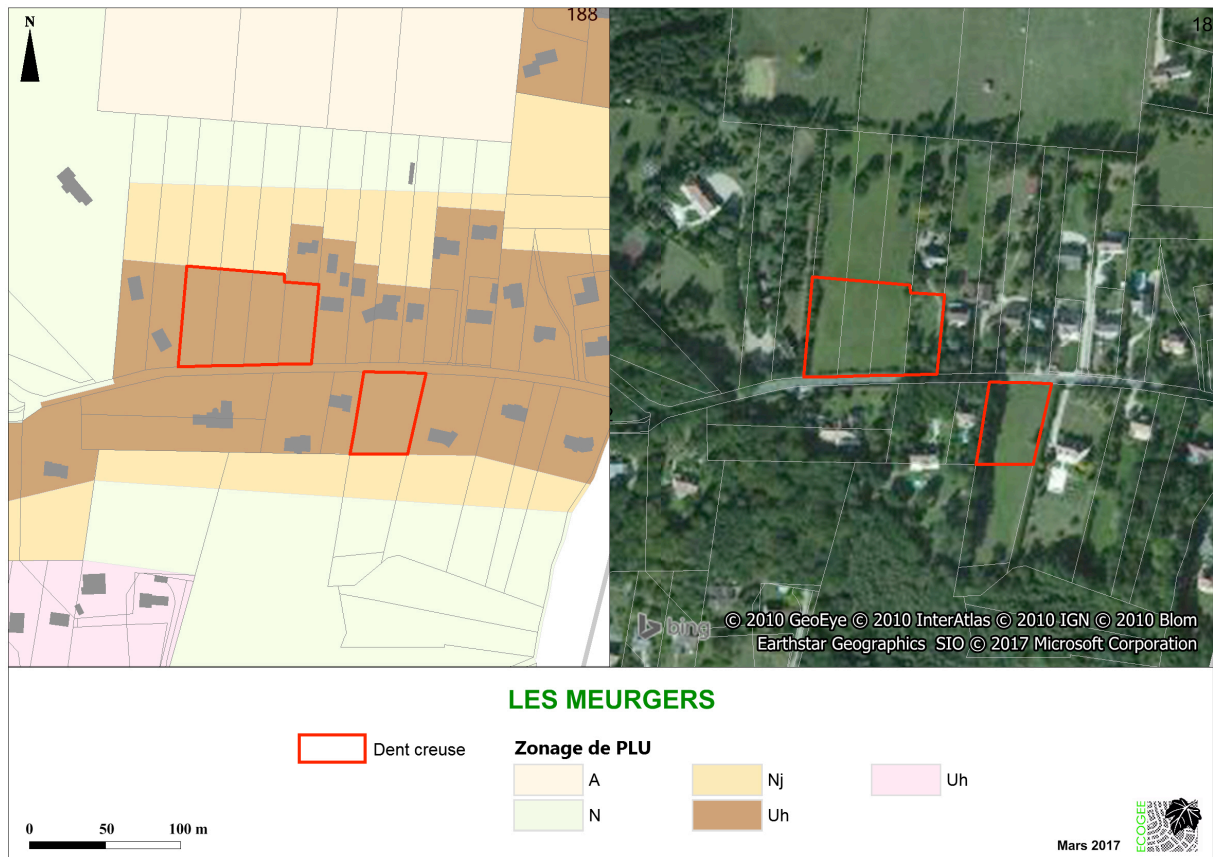 N
188
18
bing
© 2010 GeoEye © 2010 InterAtlas © 2010 IGN © 2010 Blom
Earthstar Geographics SIO © 2017 Microsoft Corporation
LES MEURGERS
Dent creuse
Zonage de PLU
A
Nj
Uh
N
Uh
0 50 100 m
Mars 2017
ECOGEE